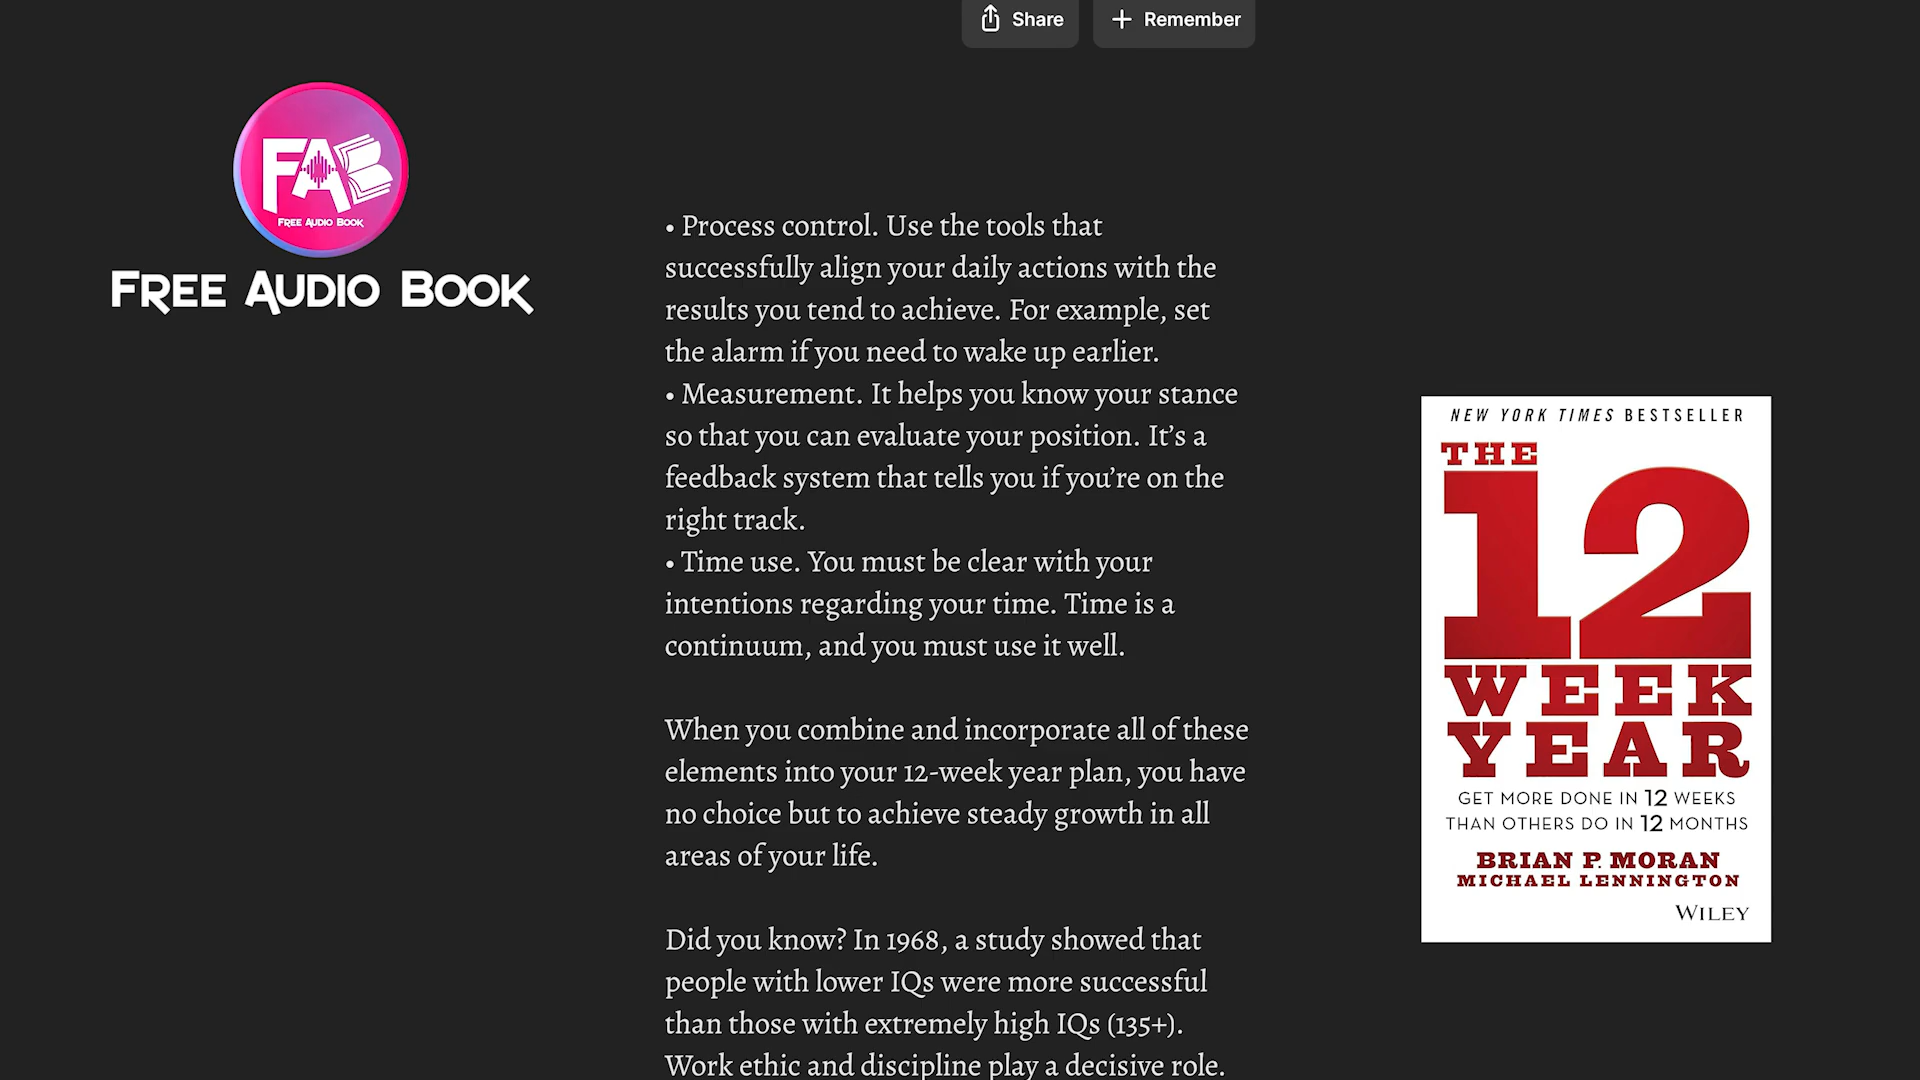 Share
Remember
FAB
FREE AUDIO BOOK
FREE AUDIO BOOK
• Process control. Use the tools that
successfully align your daily actions with the
results you tend to achieve. For example, set
the alarm if you need to wake up earlier.
• Measurement. It helps you know your stance
so that you can evaluate your position. It’s a
feedback system that tells you if you’re on the
right track.
• Time use. You must be clear with your
intentions regarding your time. Time is a
continuum, and you must use it well.
When you combine and incorporate all of these
elements into your 12-week year plan, you have
no choice but to achieve steady growth in all
areas of your life.
Did you know? In 1968, a study showed that
people with lower IQs were more successful
than those with extremely high IQs (135+).
Work ethic and discipline play a decisive role.
NEW YORK TIMES BESTSELLER
THE
12
WEEK
YEAR
GET MORE DONE IN 12 WEEKS
THAN OTHERS DO IN 12 MONTHS
BRIAN P. MORAN
MICHAEL LENNINGTON
WILEY